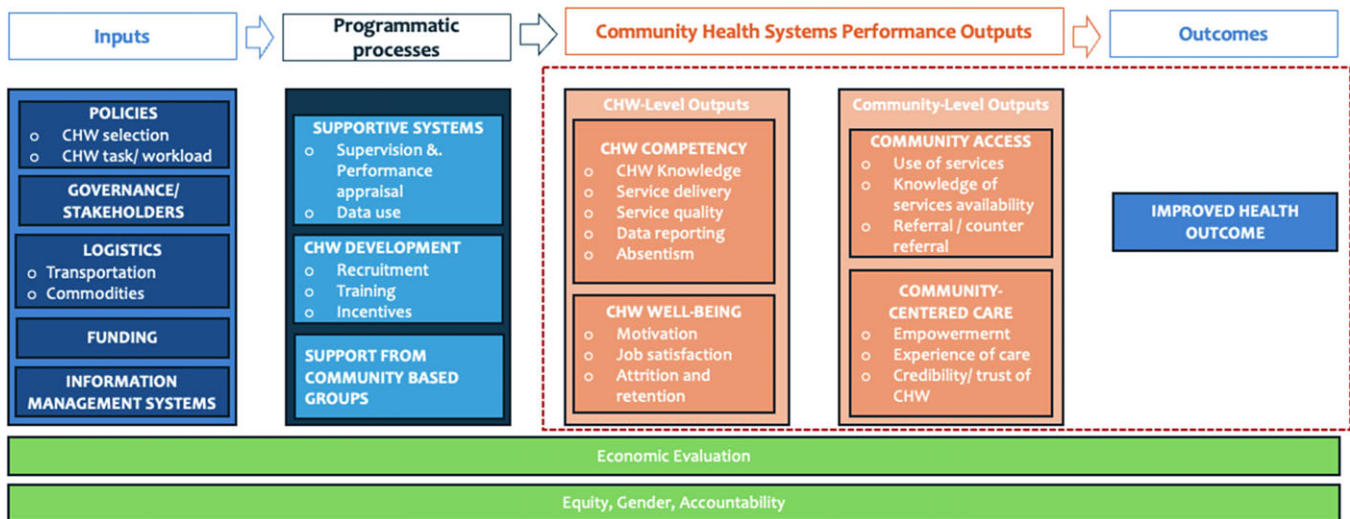 Inputs
Programmatic
processes
Community Health Systems Performance Outputs
Outcomes
POLICIES
o CHW selection
o CHW task/ workload
GOVERNANCE/
STAKEHOLDERS
LOGISTICS
o Transportation
o Commodities
FUNDING
INFORMATION
MANAGEMENT SYSTEMS
SUPPORTIVE SYSTEMS
o Supervision &.
Performance
appraisal
o Data use
CHW DEVELOPMENT
o Recruitment
o Training
o Incentives
SUPPORT FROM
COMMUNITY BASED
GROUPS
CHW-Level Outputs
CHW COMPETENCY
o CHW Knowledge
o Service delivery
o Service quality
o Data reporting
o Absentism
CHW WELL-BEING
o Motivation
o Job satisfaction
o Attrition and
retention
Community-Level Outputs
COMMUNITY ACCESS
o Use of services
o Knowledge of
services availability
o Referral / counter
referral
COMMUNITY-
CENTERED CARE
o Empowermernt
o Experience of care
o Credibility/ trust of
CHW
IMPROVED HEALTH
OUTCOME
Economic Evaluation
Equity, Gender, Accountability